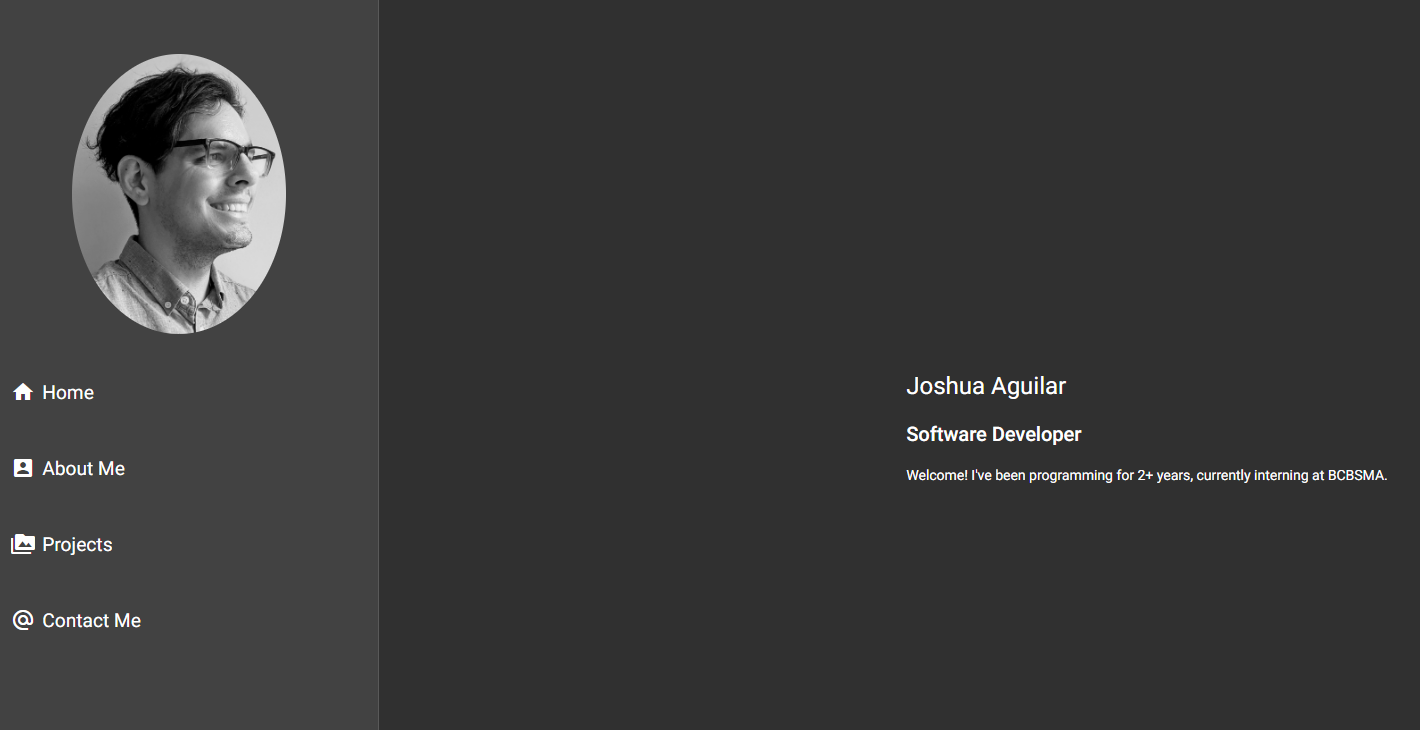 Home
About Me
Projects
Contact Me
Joshua Aguilar
Software Developer
Welcome! I've been programming for 2+ years, currently interning at BCBSMA.